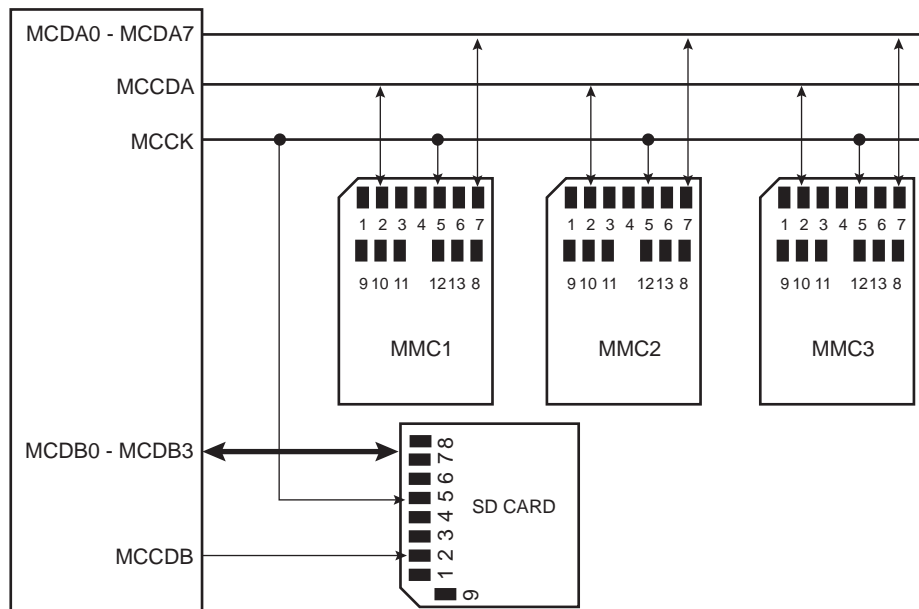 MCDA0 - MCDA7
MCCDA
MCCK
1 2 3 4 5 6 7
9 10 11 12 13 8
MMC1
1 2 3 4 5 6 7
9 10 11 12 13 8
MMC2
1 2 3 4 5 6 7
9 10 11 12 13 8
MMC3
MCDB0 - MCDB3
MCCDB
1 2 3 4 5 6 7 8
9
SD CARD